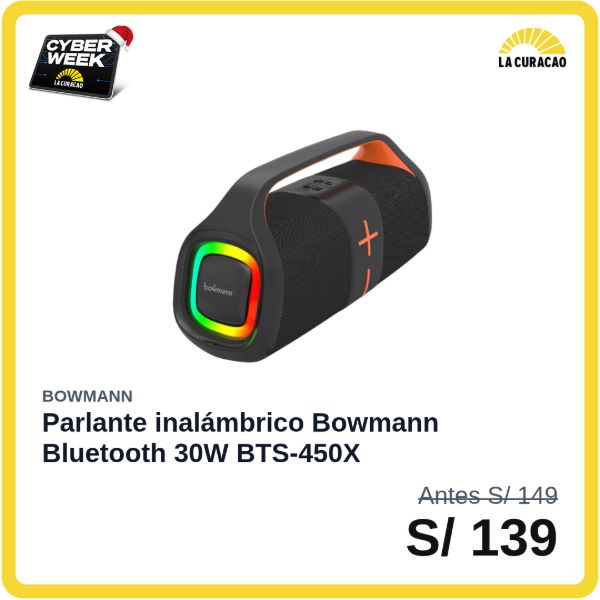 CYBER
WEEK
LA CURACAO
LA CURACAO
bowmann
BOWMANN
Parlante inalámbrico Bowmann
Bluetooth 30W BTS-450X
Antes S/ 149
S/ 139